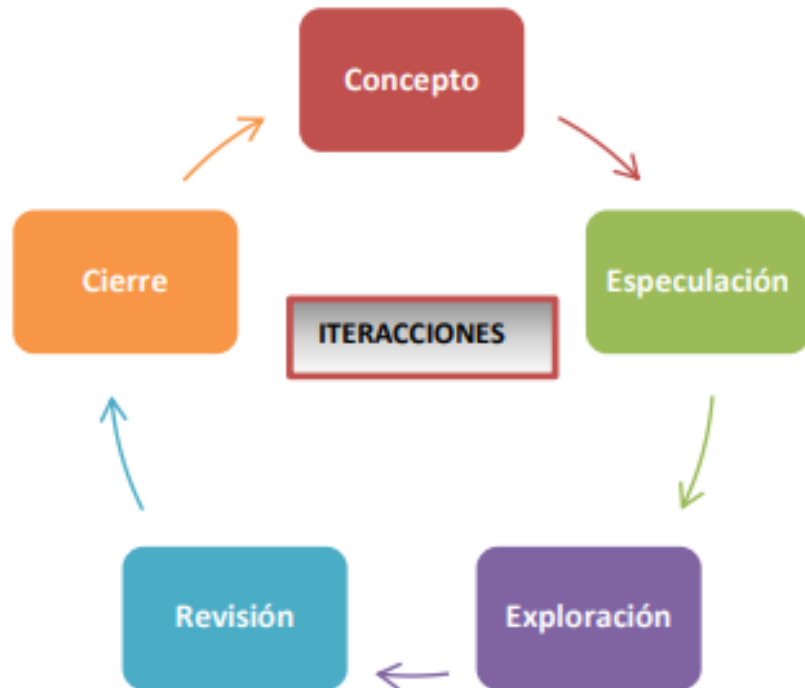 Concepto
Especulación
Exploración
Revisión
Cierre
ITERACCIONES